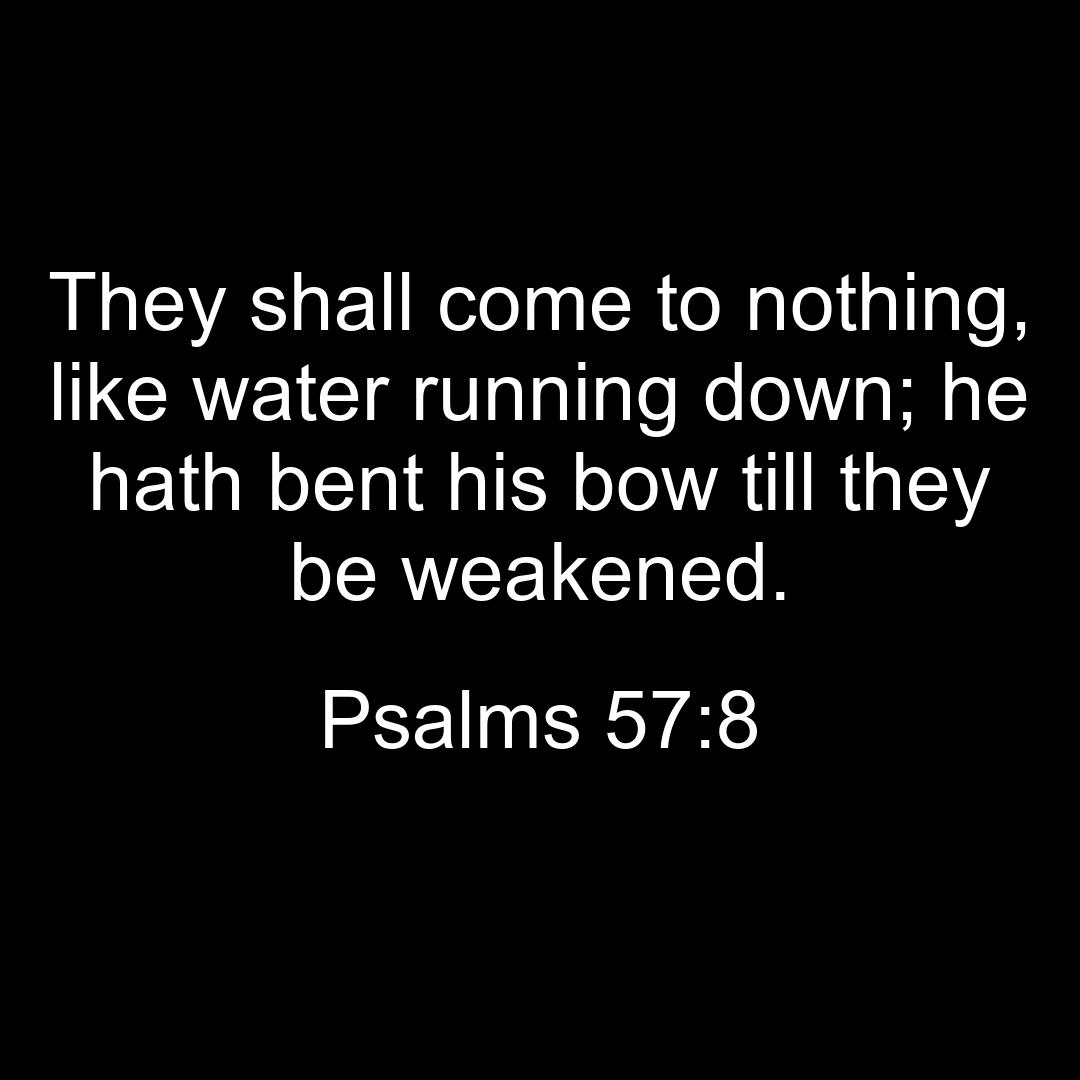 They shall come to nothing,
like water running down; he
hath bent his bow till they
be weakened.
Psalms 57:8